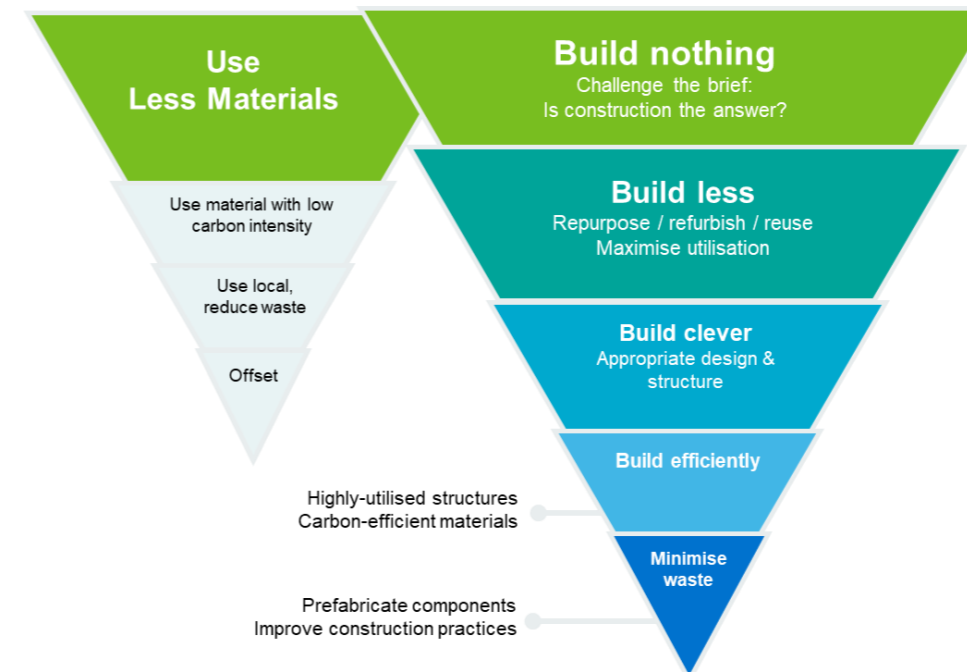 Use
Less Materials
Use material with low
carbon intensity
Use local,
reduce waste
Offset
Build nothing
Challenge the brief:
Is construction the answer?
Build less
Repurpose / refurbish / reuse
Maximise utilisation
Build clever
Appropriate design &
structure
Build efficiently
Highly-utilised structures
Carbon-efficient materials
Minimise
waste
Prefabricate components
Improve construction practices